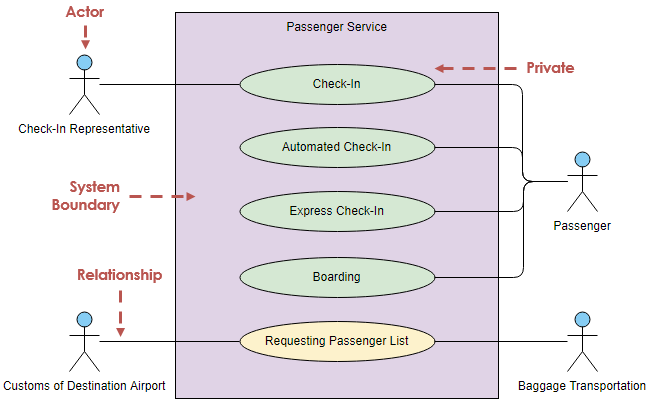 Actor
Passenger Service
Private
Check-In
Check-In Representative
Automated Check-In
System
Boundary
Express Check-In
Passenger
Relationship
Boarding
Requesting Passenger List
Customs of Destination Airport
Baggage Transportation